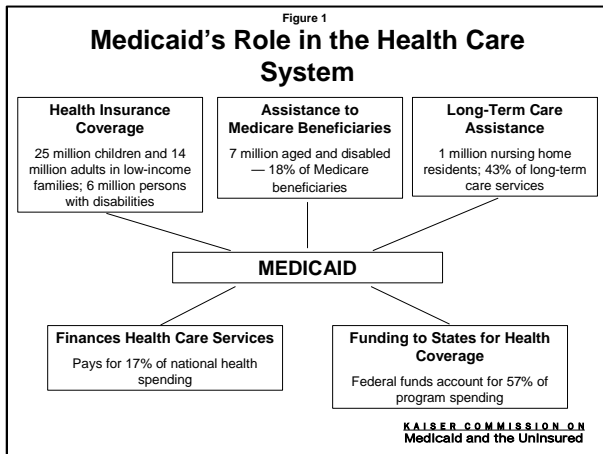 Figure 1
Medicaid’s Role in the Health Care
System
Health Insurance
Coverage
25 million children and 14
million adults in low-income
families; 6 million persons
with disabilities
Assistance to
Medicare Beneficiaries
7 million aged and disabled
— 18% of Medicare
beneficiaries
Long-Term Care
Assistance
1 million nursing home
residents; 43% of long-term
care services
MEDICAID
Finances Health Care Services
Pays for 17% of national health
spending
Funding to States for Health
Coverage
Federal funds account for 57% of
program spending
KAISER COMMISSION ON
Medicaid and the Uninsured